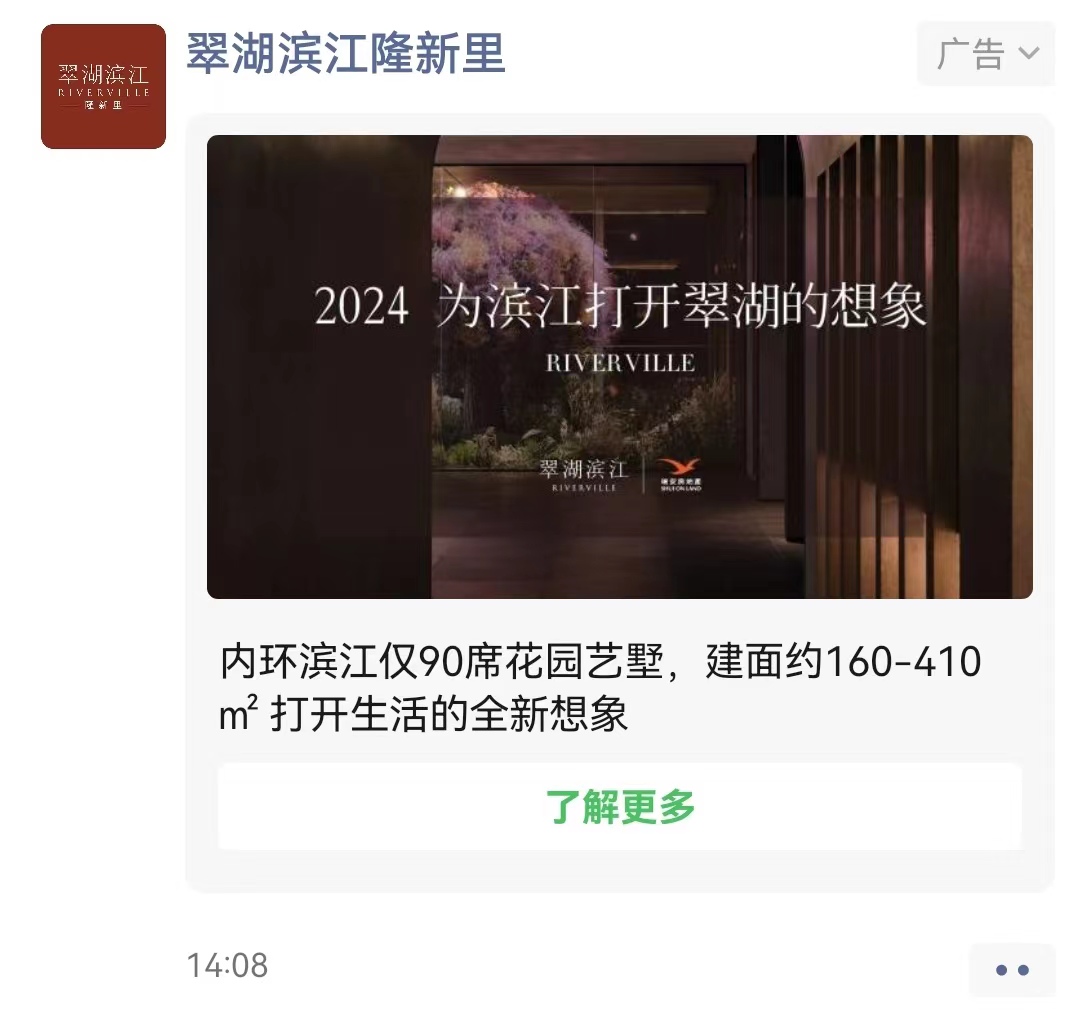 翠湖滨江
RIVERVILLE
隆新里
翠湖滨江隆新里
广告
2024 为滨江打开翠湖的想象
RIVERVILLE
翠湖滨江
RIVERVILLE
瑞安房地产
SHUI ON LAND
内环滨江仅90席花园艺墅，建面约160-410
㎡ 打开生活的全新想象
了解更多
14:08